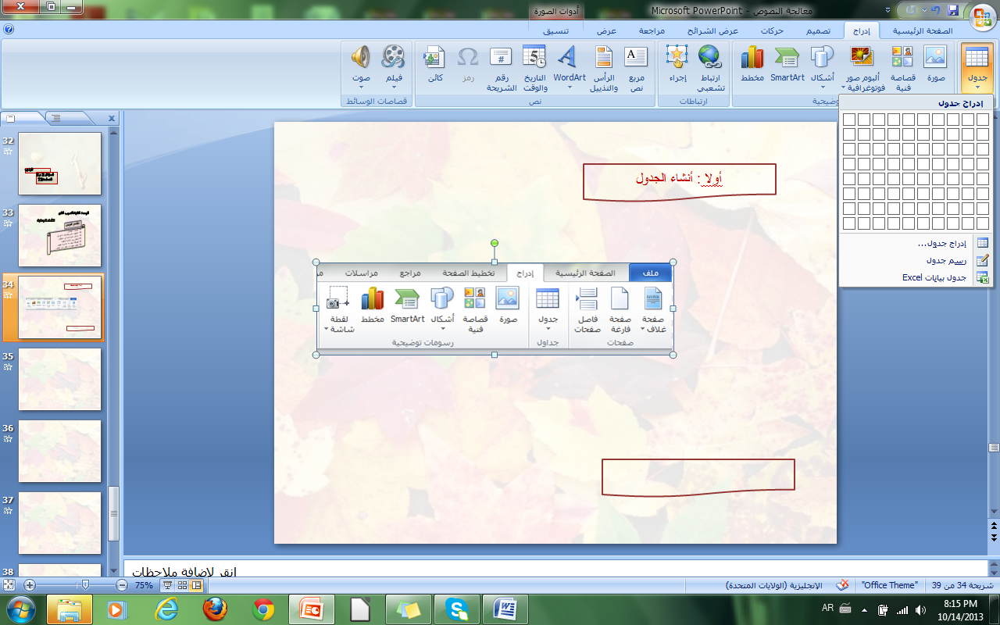 معالجة النصوص - Microsoft PowerPoint
أدوات الصورة
الصفحة الرئيسية
إدراج
تصميم
حركات
عرض الشرائح
مراجعة
عرض
تنسيق
جدول
صورة
قصاصة فنية
ألبوم صور فوتوغرافية
أشكال
SmartArt
مخطط
ارتباط تشعبي
إجراء
ارتباطات
مربع نص
الرأس والتذييل
WordArt
التاريخ والوقت
رقم الشريحة
رمز
كائن
نص
فيلم
صوت
قصاصات الوسائط
إدراج جدول
إدراج جدول...
رسم جدول
جدول بيانات Excel
32
33
34
35
36
37
38
أولا : أنشاء الجدول
ملف
الصفحة الرئيسية
إدراج
تخطيط الصفحة
مراجع
مراسلات
صفحة غلاف
صفحة فارغة
فاصل صفحات
صفحات
جدول
جداول
صورة
قصاصة فنية
أشكال
SmartArt
مخطط
لقطة شاشة
رسومات توضيحية
انقر لإضافة ملاحظات
شريحة 34 من 39
"Office Theme"
الإنجليزية (الولايات المتحدة)
75%
AR
8:15 PM
10/14/2013